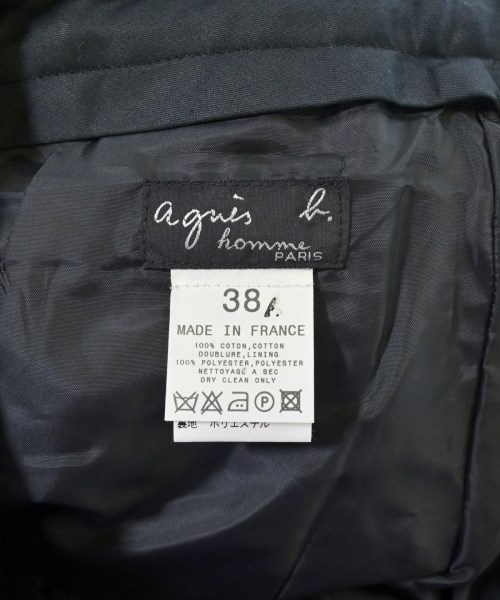 agnès b.
homme
PARIS
38
MADE IN FRANCE
100% COTON,COTTON
DOUBLURE,LINING
100% POLYESTER,POLYESTER
NETTOYAGE A SEC
DRY CLEAN ONLY
裏地 ポリエステル